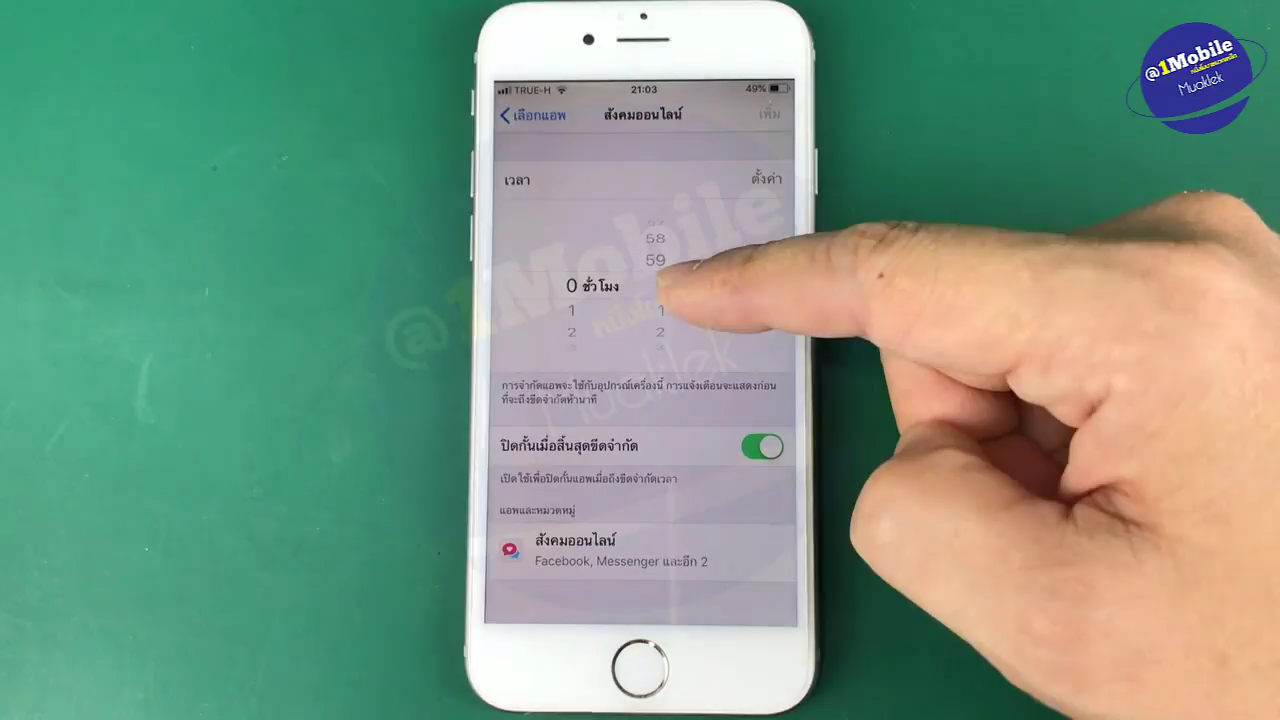 @1Mobile
Muaklek
TRUE-H 21:03 49%
เลือกแอพ สังคมออนไลน์ เพิ่ม
เวลา ตั้งค่า
58
59
0 ชั่วโมง
1 1
2 2
การจำกัดแอพจะใช้กับอุปกรณ์เครื่องนี้ การแจ้งเตือนจะแสดงก่อน
ที่จะถึงขีดจำกัดห้านาที
ปิดกั้นเมื่อสิ้นสุดขีดจำกัด
เปิดใช้เพื่อปิดกั้นแอพเมื่อถึงขีดจำกัดเวลา
แอพและหมวดหมู่
สังคมออนไลน์
Facebook, Messenger และอีก 2
@1Mobile
Muaklek